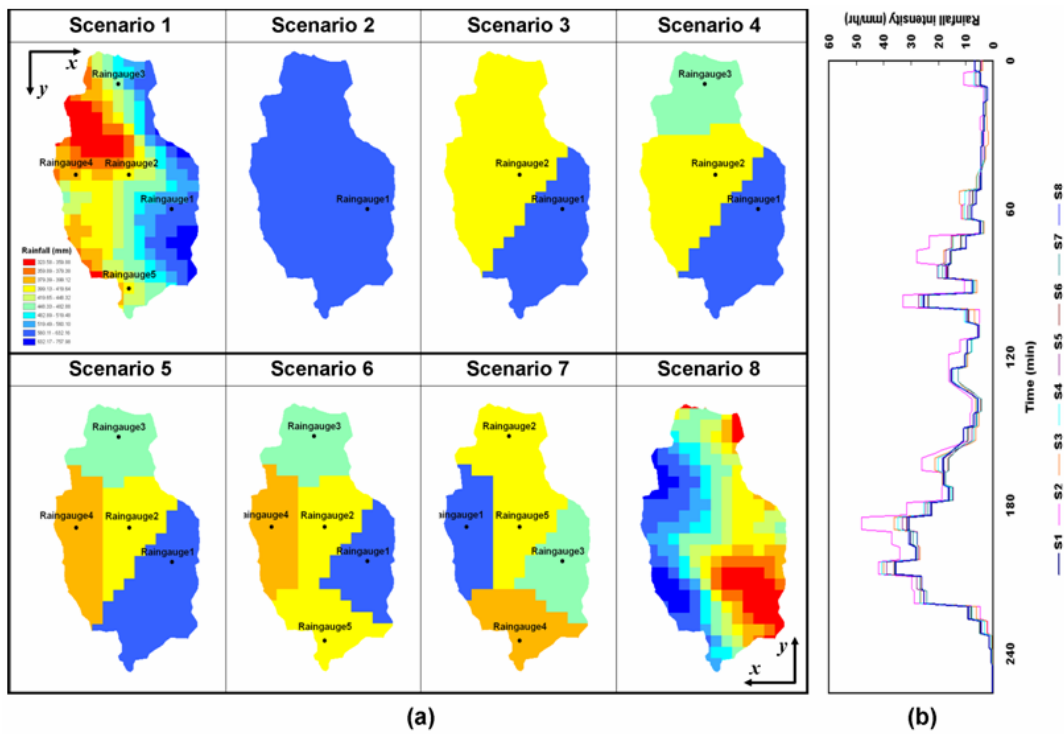 Scenario 1
Scenario 2
Scenario 3
Scenario 4
x
y
Raingauge3
Raingauge4
Raingauge2
Raingauge1
Raingauge5
Rainfall (mm)
Raingauge1
Raingauge2
Raingauge1
Raingauge3
Raingauge2
Raingauge1
Scenario 5
Scenario 6
Scenario 7
Scenario 8
Raingauge3
Raingauge4
Raingauge2
Raingauge1
Raingauge3
aingauge4
Raingauge2
Raingauge1
Raingauge5
Raingauge2
aingauge1
Raingauge5
Raingauge3
Raingauge4
y
x
(a)
Rainfall intensity (mm/hr)
60
50
40
30
20
10
0
0
60
120
180
240
Time (min)
S1
S2
S3
S4
S5
S6
S7
S8
(b)